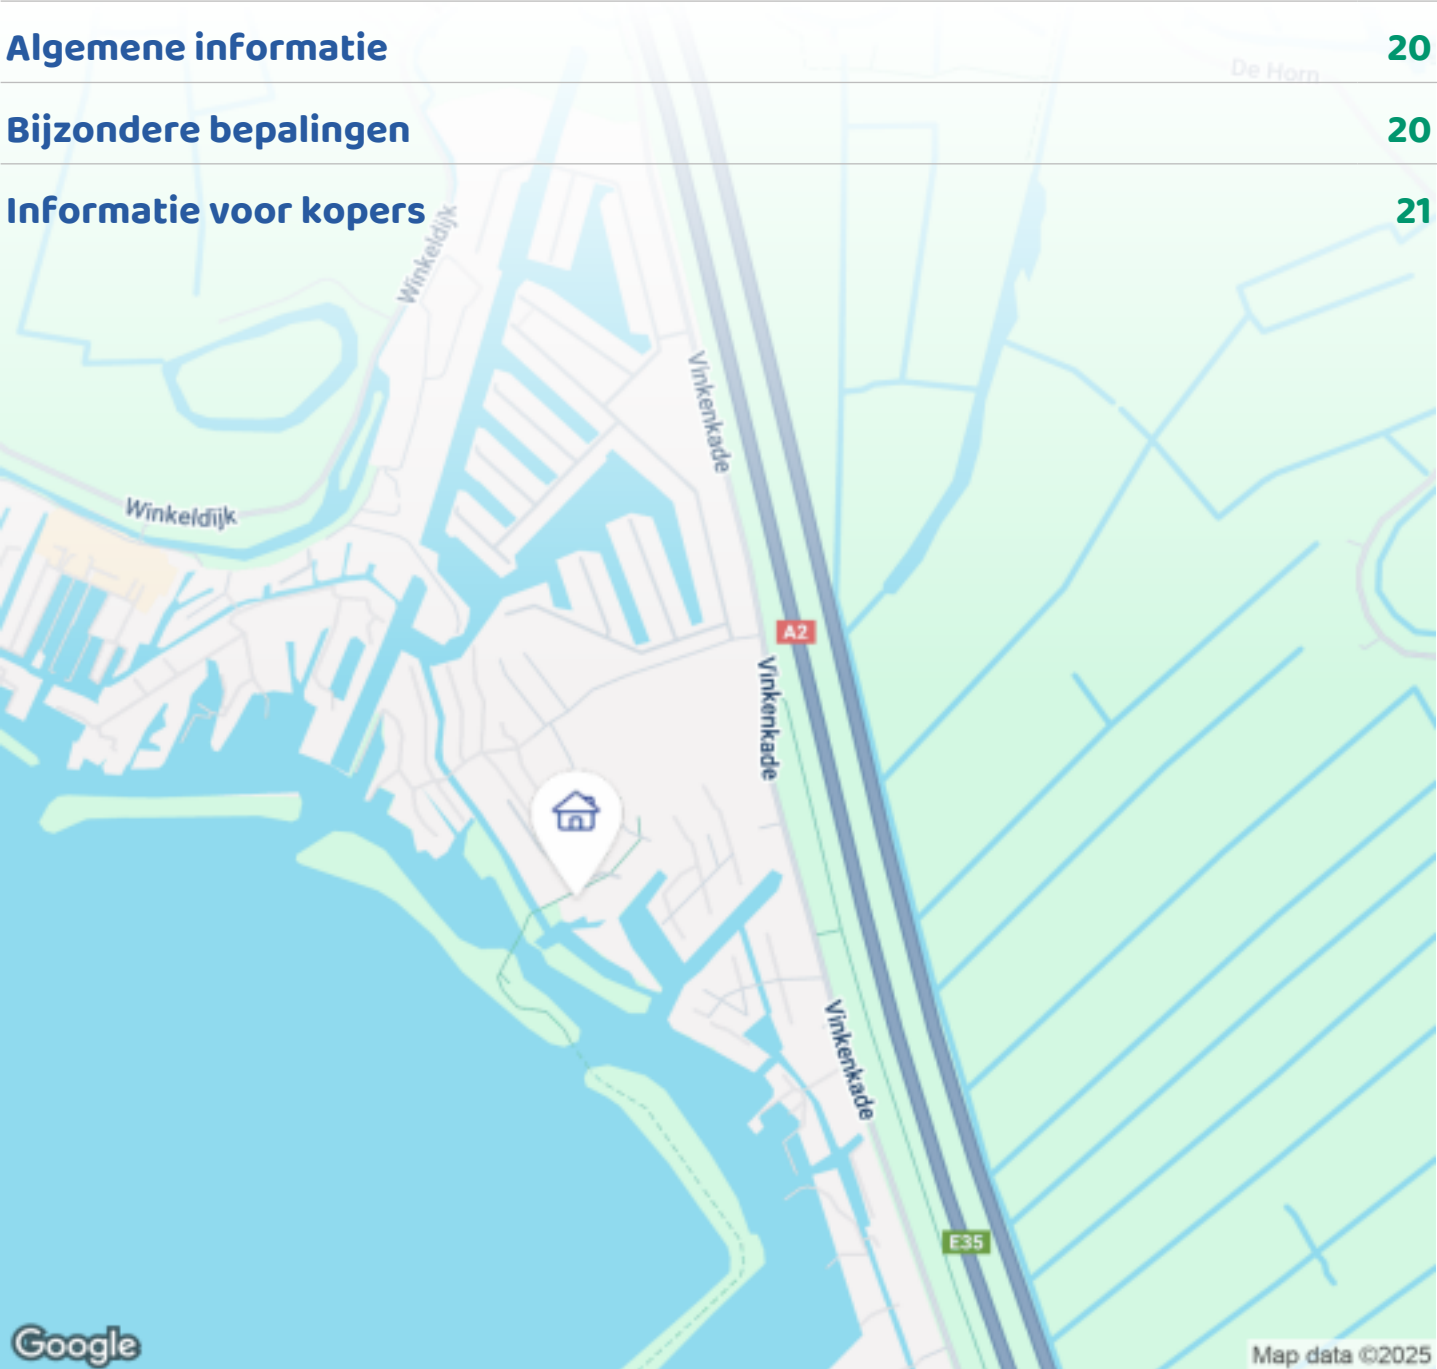 Algemene informatie 20
De Horn
Bijzondere bepalingen 20
Informatie voor kopers 21
Winkeldijk
Vinkenkade
Winkeldijk
A2
Vinkenkade
Vinkenkade
E35
Google
Map data ©2025